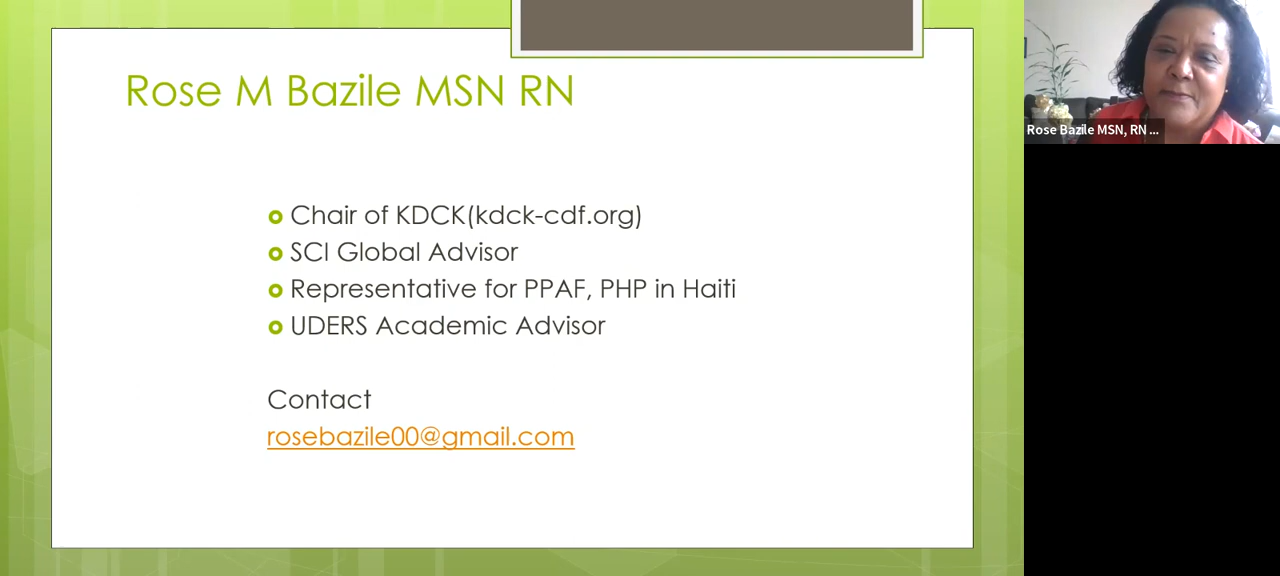 Rose M Bazile MSN RN
Chair of KDCK(kdck-cdf.org)
SCI Global Advisor
Representative for PPAF, PHP in Haiti
UDERS Academic Advisor
Contact
rosebazile00@gmail.com
Rose Bazile MSN, RN ...